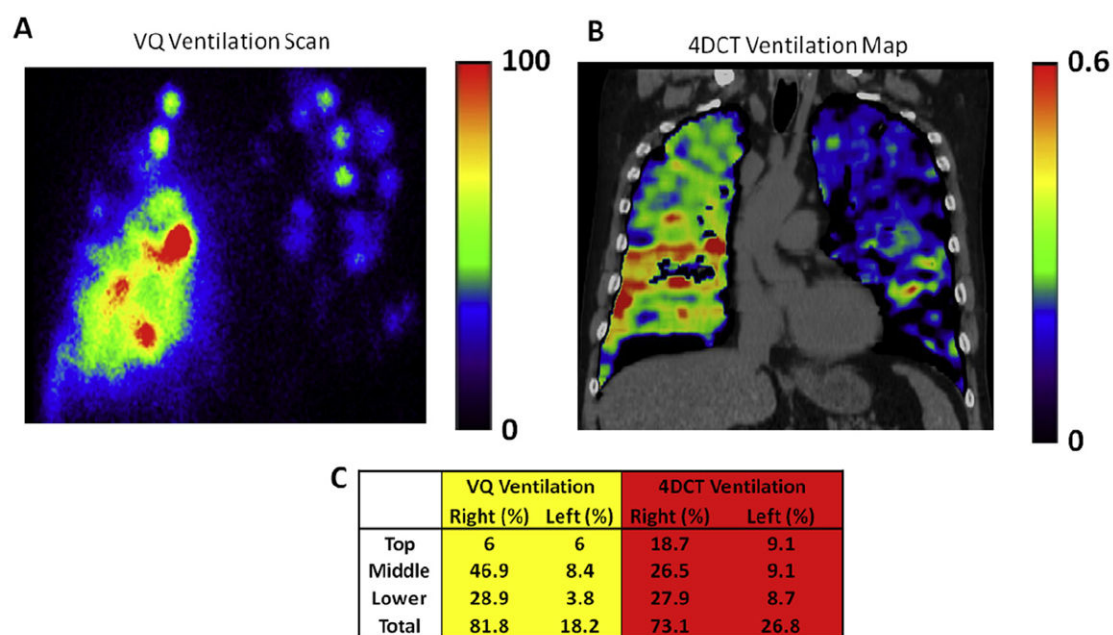 A
VQ Ventilation Scan
100
0
B
4DCT Ventilation Map
0.6
0
C
VQ Ventilation 4DCT Ventilation
Right (%) Left (%) Right (%) Left (%)
Top 6 6 18.7 9.1
Middle 46.9 8.4 26.5 9.1
Lower 28.9 3.8 27.9 8.7
Total 81.8 18.2 73.1 26.8